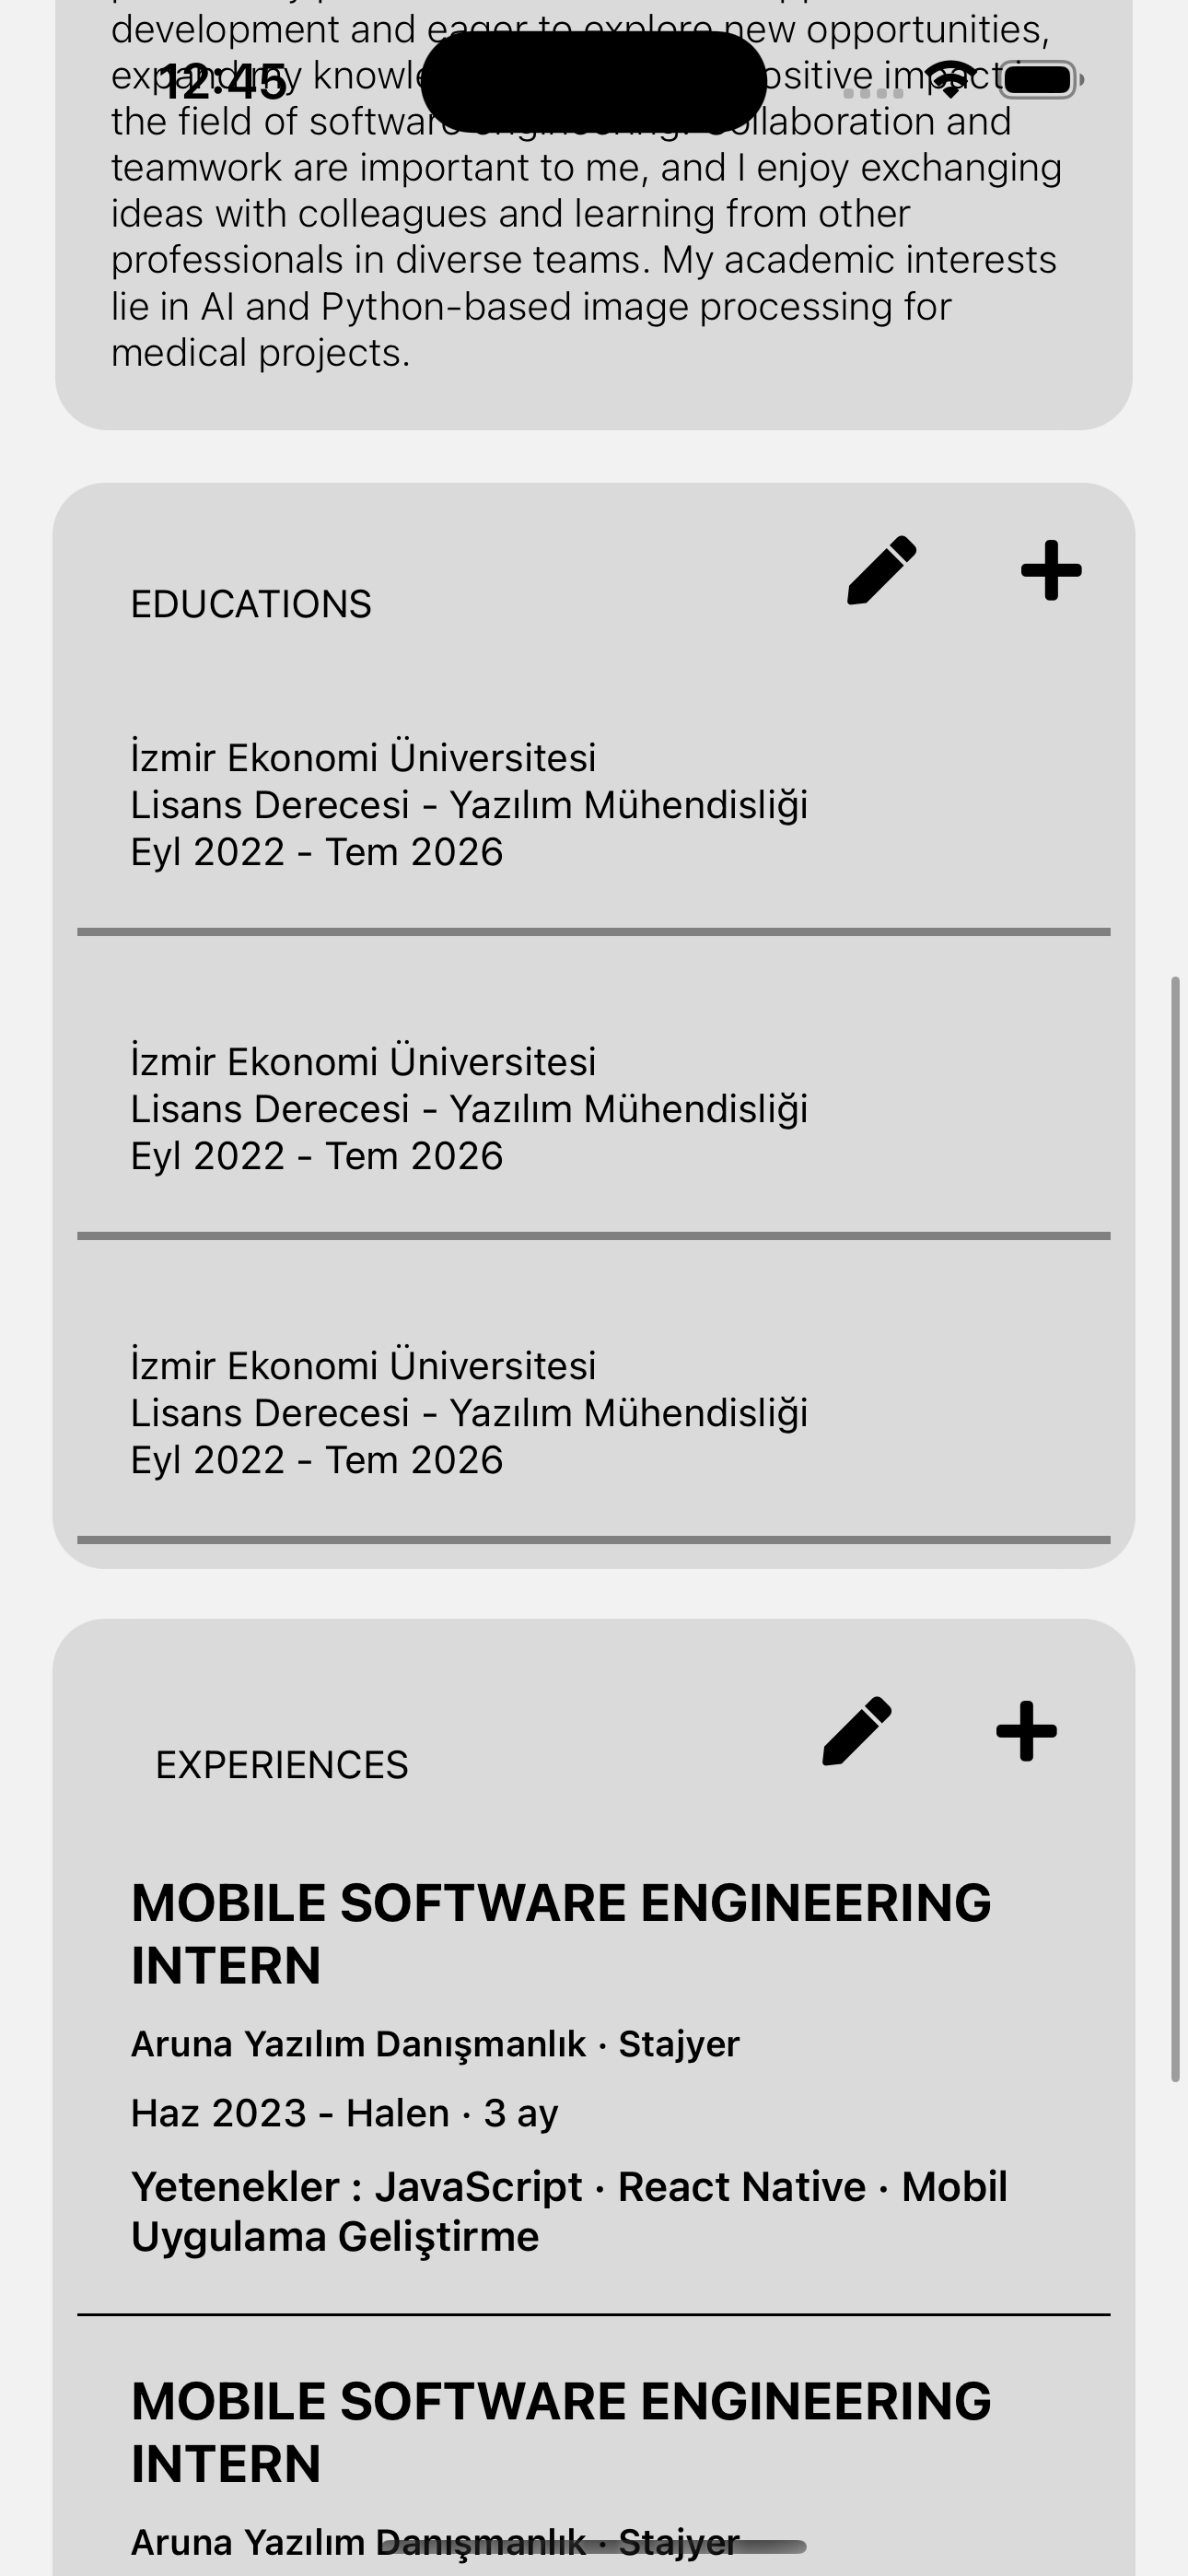 development and eager to explore new opportunities,
12:45
expand my positive impact
the field of software engineering. Collaboration and
teamwork are important to me, and I enjoy exchanging
ideas with colleagues and learning from other
professionals in diverse teams. My academic interests
lie in AI and Python-based image processing for
medical projects.
EDUCATIONS
İzmir Ekonomi Üniversitesi
Lisans Derecesi - Yazılım Mühendisliği
Eyl 2022 - Tem 2026
İzmir Ekonomi Üniversitesi
Lisans Derecesi - Yazılım Mühendisliği
Eyl 2022 - Tem 2026
İzmir Ekonomi Üniversitesi
Lisans Derecesi - Yazılım Mühendisliği
Eyl 2022 - Tem 2026
EXPERIENCES
MOBILE SOFTWARE ENGINEERING
INTERN
Aruna Yazılım Danışmanlık · Stajyer
Haz 2023 - Halen · 3 ay
Yetenekler : JavaScript · React Native · Mobil
Uygulama Geliştirme
MOBILE SOFTWARE ENGINEERING
INTERN
Aruna Yazılım Danışmanlık · Stajyer